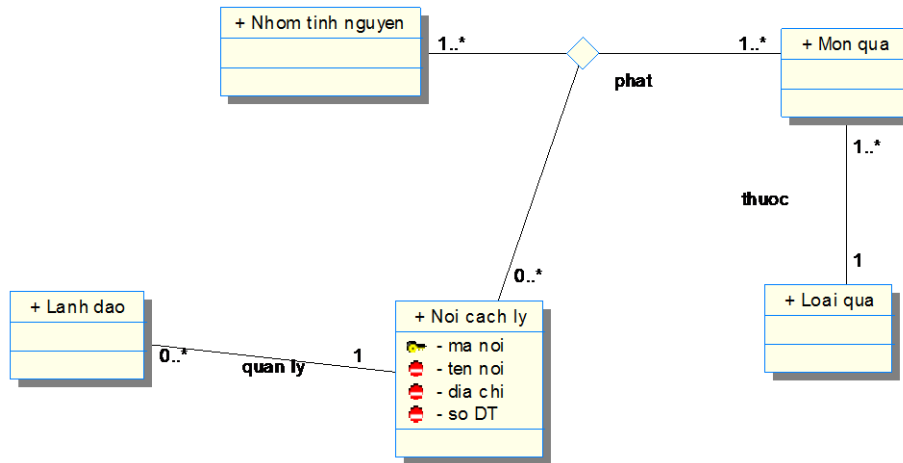 + Nhom tinh nguyen
1..*
1..*
+ Mon qua
phat
1..*
thuoc
1
0..*
+ Loai qua
+ Lanh dao
0..*
quan ly
1
+ Noi cach ly
- ma noi
- ten noi
- dia chi
- so DT